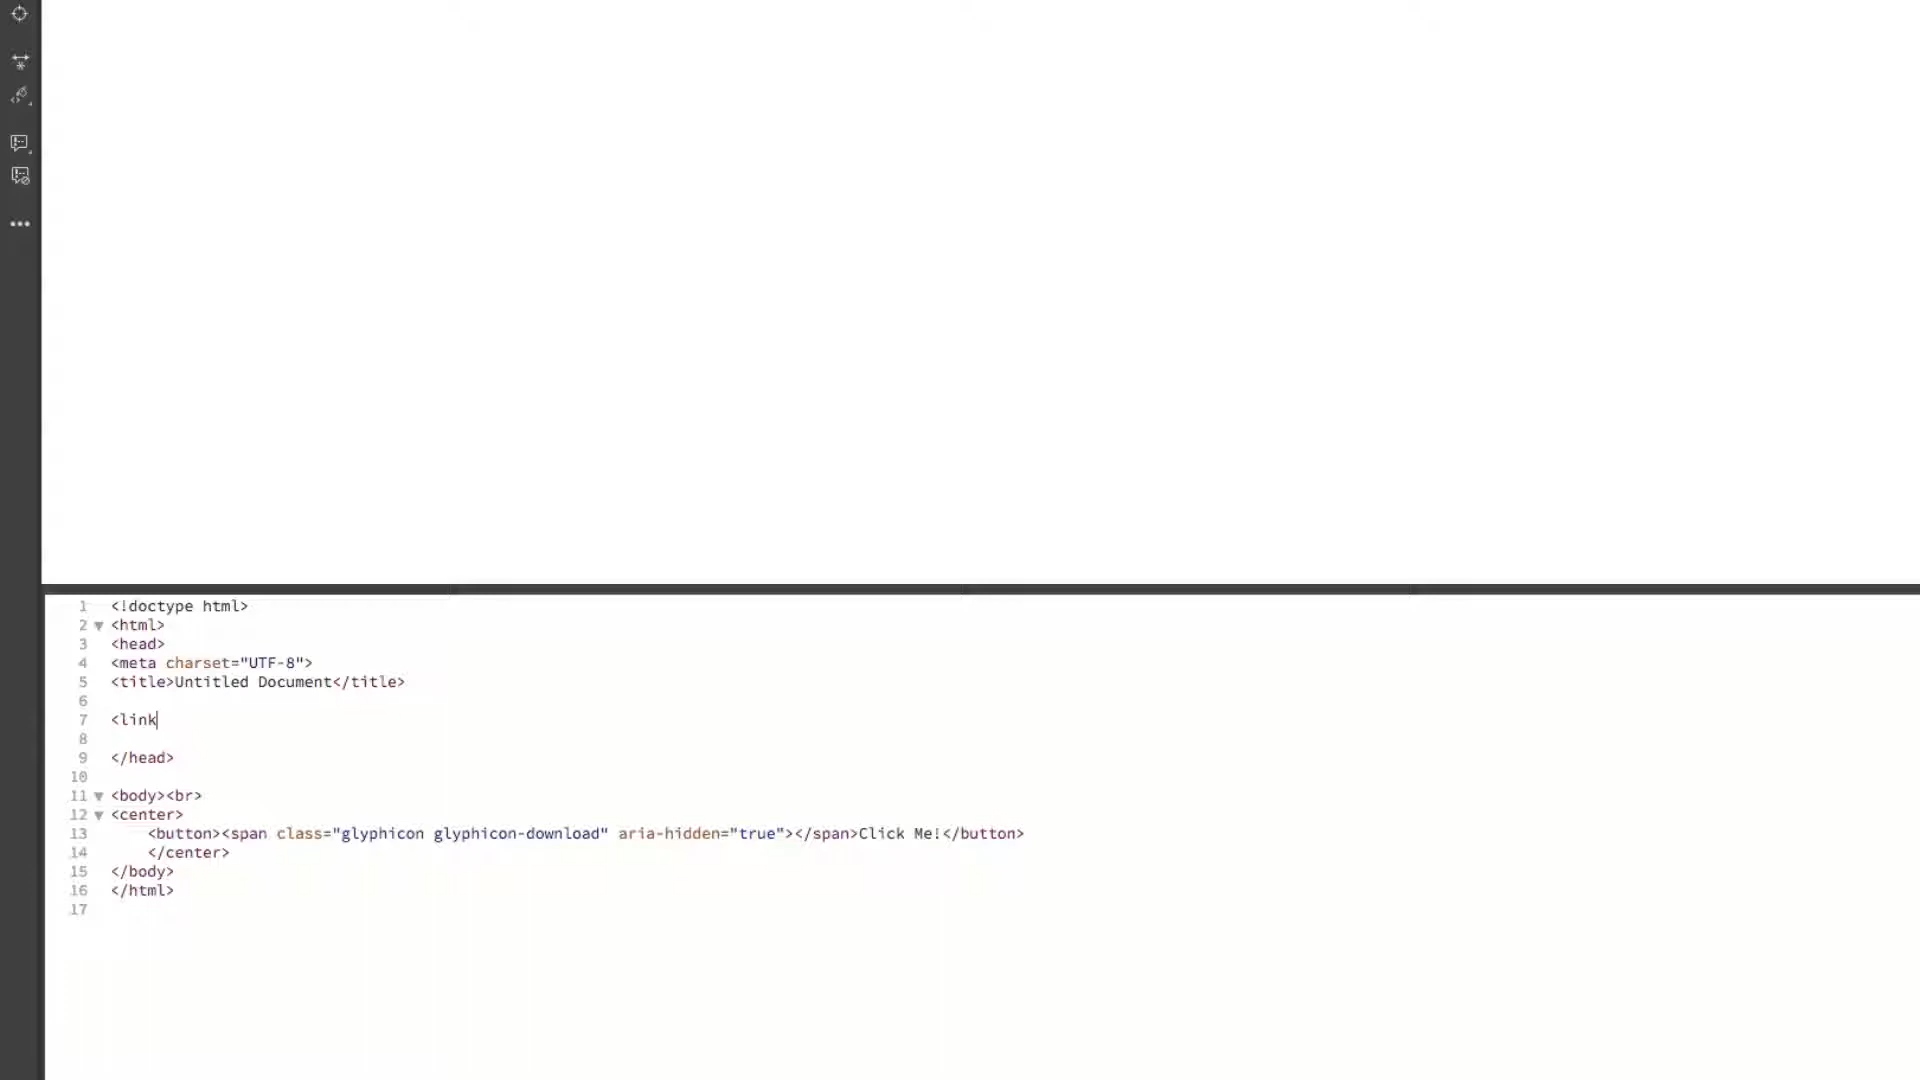 1 <!doctype html>
2 <html>
3 <head>
4 <meta charset="UTF-8">
5 <title>Untitled Document</title>
6
7 <link
8
9 </head>
10
11 <body><br>
12 <center>
13 <button><span class="glyphicon glyphicon-download" aria-hidden="true"></span>Click Me!</button>
14 </center>
15 </body>
16 </html>
17